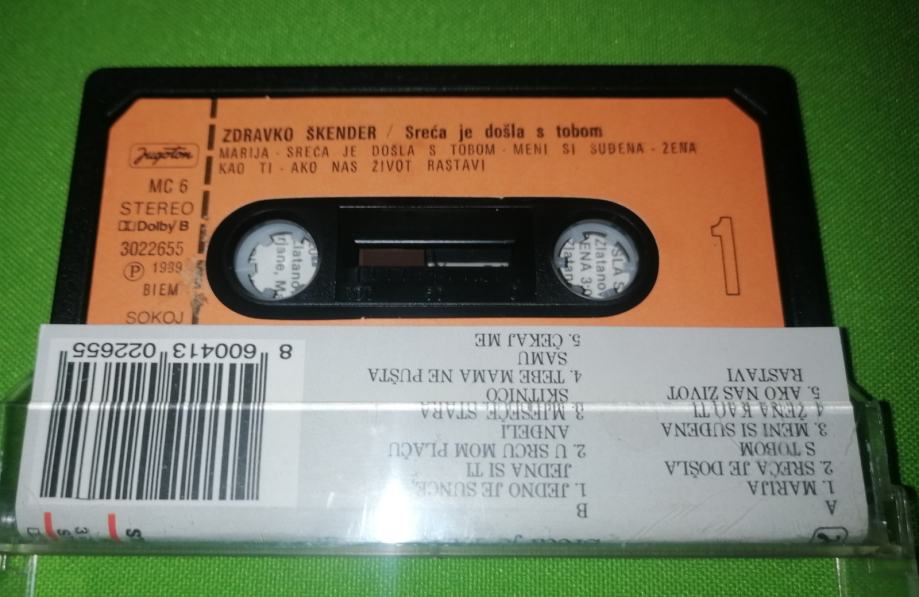 ZDRAVKO ŠKENDER / Sreća je došla s tobom
MARIJA · SREĆA JE DOŠLA S TOBOM · MENI SI SUĐENA · ŽENA
KAO TI · AKO NAS ŽIVOT RASTAVI
Jugoton
MC 6
STEREO
Dolby B
3022655
Ⓟ 1989
BIEM
SOKOJ
1
A
1. MARIJA
2. SREĆA JE DOŠLA
S TOBOM
3. MENI SI SUĐENA
4. ŽENA KAO TI
5. AKO NAS ŽIVOT
RASTAVI
B
1. JEDNO JE SUNCE,
JEDNA SI TI
2. U SRCU MOM PLAČU
ANĐELI
3. MJESEČE, STARA
SKITNICO
4. TEBE MAMA NE PUŠTA
SAMU
5. ČEKAJ ME
8 600413 022655